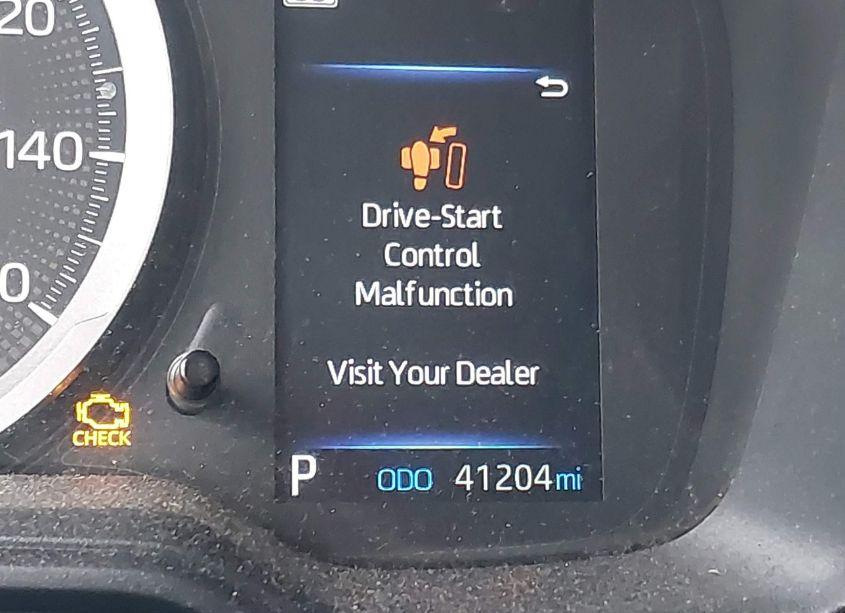 20
140
0
Drive-Start
Control
Malfunction
Visit Your Dealer
CHECK
P ODO 41204mi